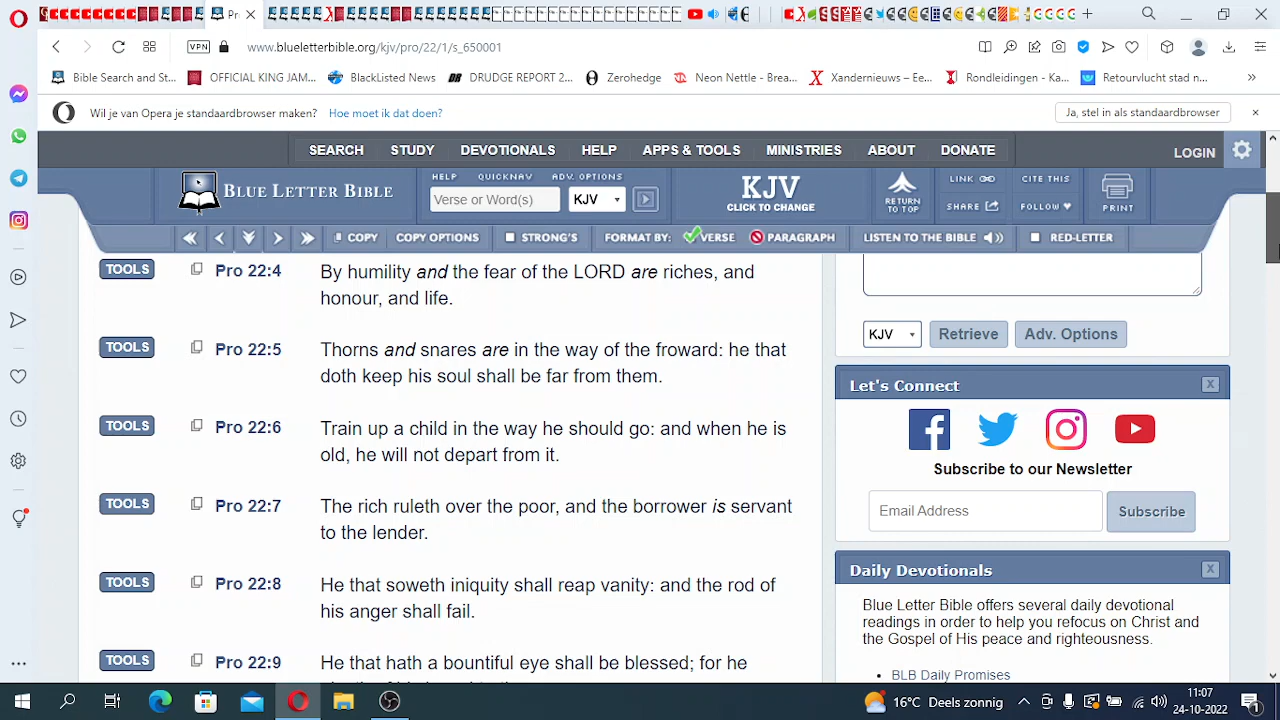 Pr
VPN
www.blueletterbible.org/kjv/pro/22/1/s_650001
Bible Search and St...
OFFICIAL KING JAM...
BlackListed News
DRUDGE REPORT 2...
Zerohedge
Neon Nettle - Brea...
Xandernieuws – Ee...
Rondleidingen - Ka...
Retourvlucht stad n...
Wil je van Opera je standaardbrowser maken?
Hoe moet ik dat doen?
Ja, stel in als standaardbrowser
SEARCH
STUDY
DEVOTIONALS
HELP
APPS & TOOLS
MINISTRIES
ABOUT
DONATE
LOGIN
BLUE LETTER BIBLE
HELP
QUICKNAV
ADV. OPTIONS
Verse or Word(s)
KJV
KJV
CLICK TO CHANGE
RETURN
TO TOP
LINK
CITE THIS
SHARE
FOLLOW
PRINT
COPY
COPY OPTIONS
STRONG'S
FORMAT BY:
VERSE
PARAGRAPH
LISTEN TO THE BIBLE
RED-LETTER
TOOLS
Pro 22:4
By humility and the fear of the LORD are riches, and
honour, and life.
TOOLS
Pro 22:5
Thorns and snares are in the way of the froward: he that
doth keep his soul shall be far from them.
TOOLS
Pro 22:6
Train up a child in the way he should go: and when he is
old, he will not depart from it.
TOOLS
Pro 22:7
The rich ruleth over the poor, and the borrower is servant
to the lender.
TOOLS
Pro 22:8
He that soweth iniquity shall reap vanity: and the rod of
his anger shall fail.
TOOLS
Pro 22:9
He that hath a bountiful eye shall be blessed; for he
KJV
Retrieve
Adv. Options
Let's Connect
Subscribe to our Newsletter
Email Address
Subscribe
Daily Devotionals
Blue Letter Bible offers several daily devotional
readings in order to help you refocus on Christ and
the Gospel of His peace and righteousness.
BLB Daily Promises
16°C Deels zonnig
11:07
24-10-2022
1